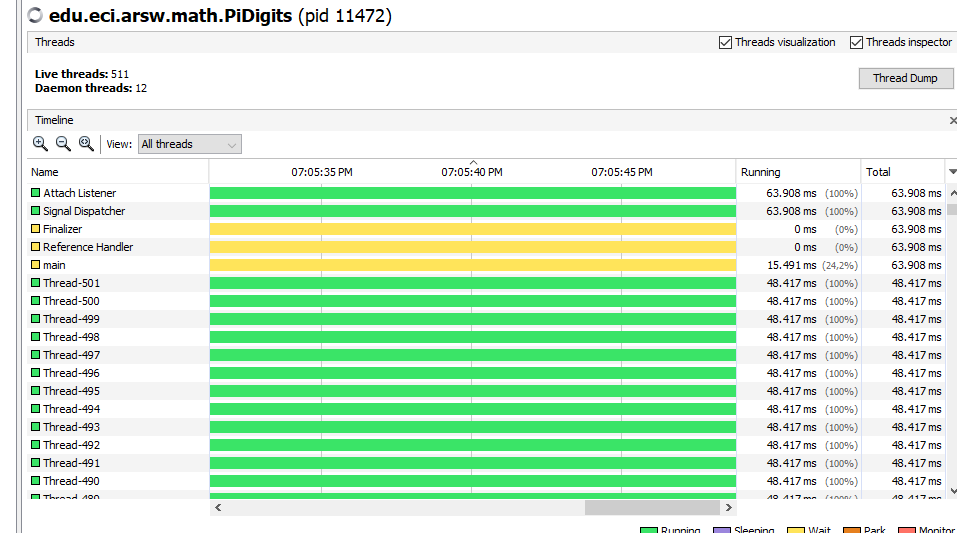 edu.eci.arsw.math.PiDigits (pid 11472)
Threads Threads visualization Threads inspector
Live threads: 511
Daemon threads: 12
Thread Dump
Timeline
View: All threads
Name 07:05:35 PM 07:05:40 PM 07:05:45 PM Running Total
Attach Listener 63.908 ms (100%) 63.908 ms
Signal Dispatcher 63.908 ms (100%) 63.908 ms
Finalizer 0 ms (0%) 63.908 ms
Reference Handler 0 ms (0%) 63.908 ms
main 15.491 ms (24,2%) 63.908 ms
Thread-501 48.417 ms (100%) 48.417 ms
Thread-500 48.417 ms (100%) 48.417 ms
Thread-499 48.417 ms (100%) 48.417 ms
Thread-498 48.417 ms (100%) 48.417 ms
Thread-497 48.417 ms (100%) 48.417 ms
Thread-496 48.417 ms (100%) 48.417 ms
Thread-495 48.417 ms (100%) 48.417 ms
Thread-494 48.417 ms (100%) 48.417 ms
Thread-493 48.417 ms (100%) 48.417 ms
Thread-492 48.417 ms (100%) 48.417 ms
Thread-491 48.417 ms (100%) 48.417 ms
Thread-490 48.417 ms (100%) 48.417 ms
Thread-489 48.417 ms (100%) 48.417 ms
Running Sleeping Wait Park Monitor